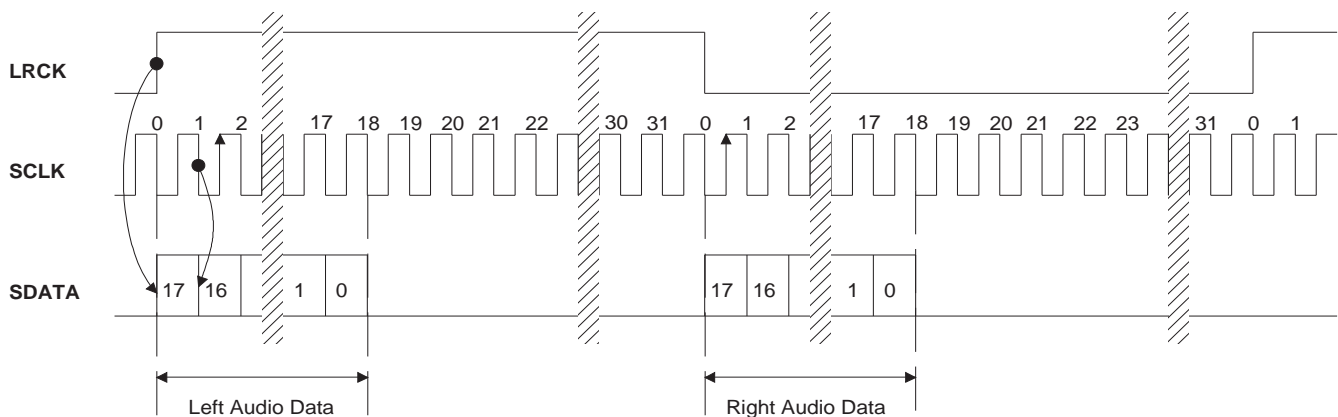 LRCK
0 1 2 17 18 19 20 21 22 30 31 0 1 2 17 18 19 20 21 22 23 31 0 1
SCLK
SDATA
17 16 1 0 17 16 1 0
Left Audio Data Right Audio Data